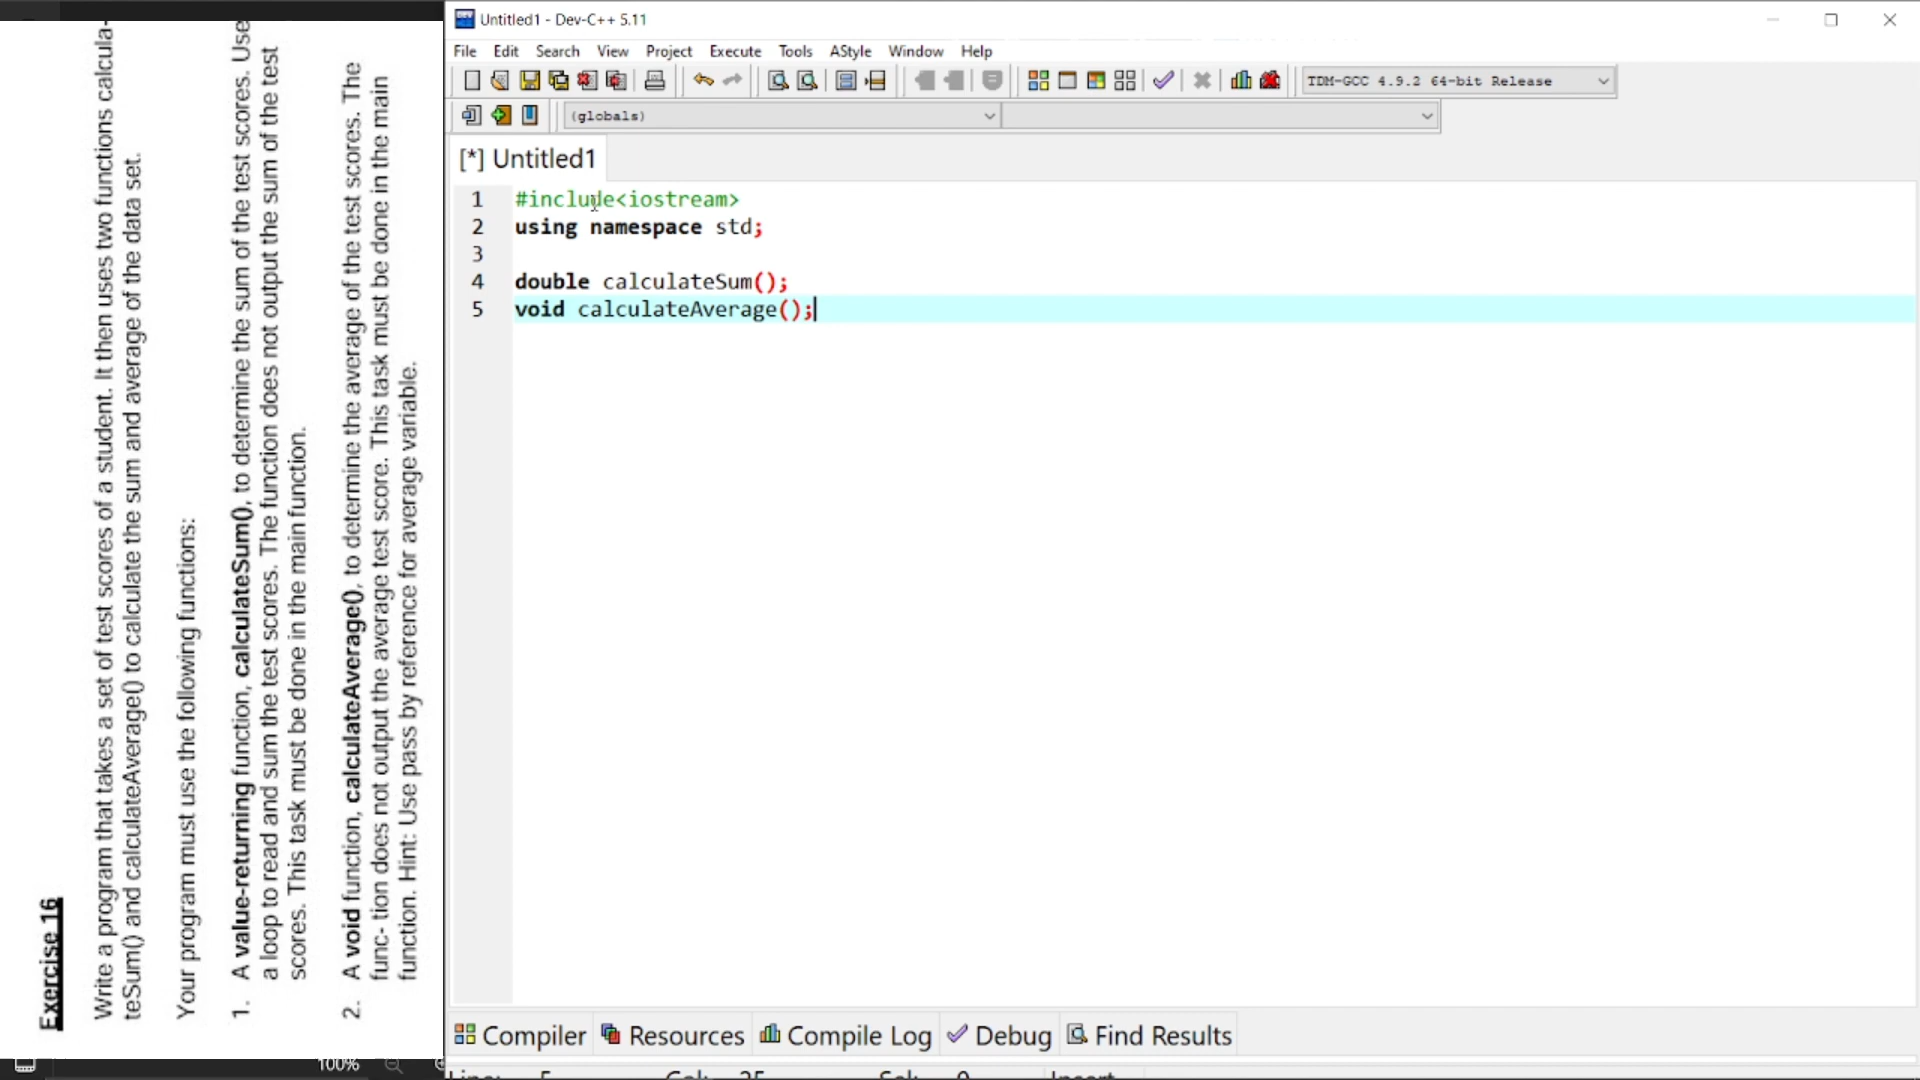 Exercise 16
Write a program that takes a set of test scores of a student. It then uses two functions calcula-
teSum() and calculateAverage() to calculate the sum and average of the data set.
Your program must use the following functions:
1. A value-returning function, calculateSum(), to determine the sum of the test scores. Use
a loop to read and sum the test scores. The function does not output the sum of the test
scores. This task must be done in the main function.
2. A void function, calculateAverage(), to determine the average of the test scores. The
func- tion does not output the average test score. This task must be done in the main
function. Hint: Use pass by reference for average variable.
100%
Untitled1 - Dev-C++ 5.11
File Edit Search View Project Execute Tools AStyle Window Help
TDM-GCC 4.9.2 64-bit Release
(globals)
[*] Untitled1
1 #include<iostream>
2 using namespace std;
3
4 double calculateSum();
5 void calculateAverage();
Compiler Resources Compile Log Debug Find Results